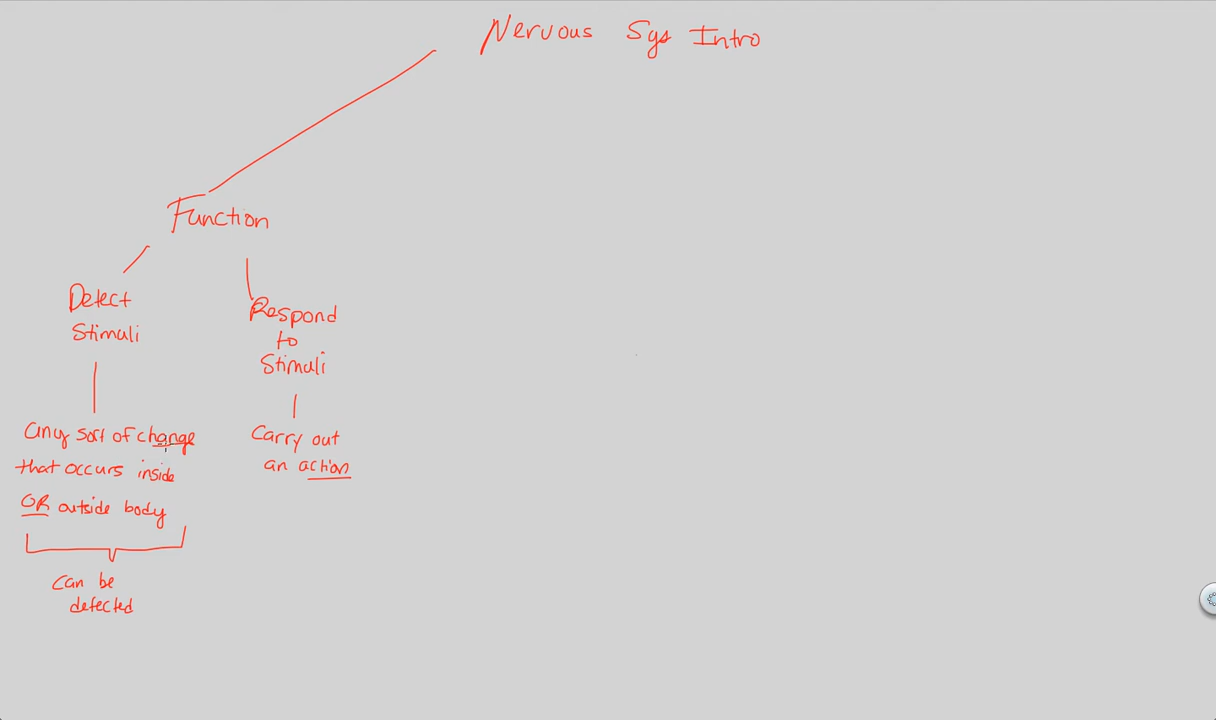 Nervous Sys Intro
Function
Detect
Stimuli
any sort of change
that occurs inside
OR outside body
Can be
detected
Respond
to
Stimuli
Carry out
an action